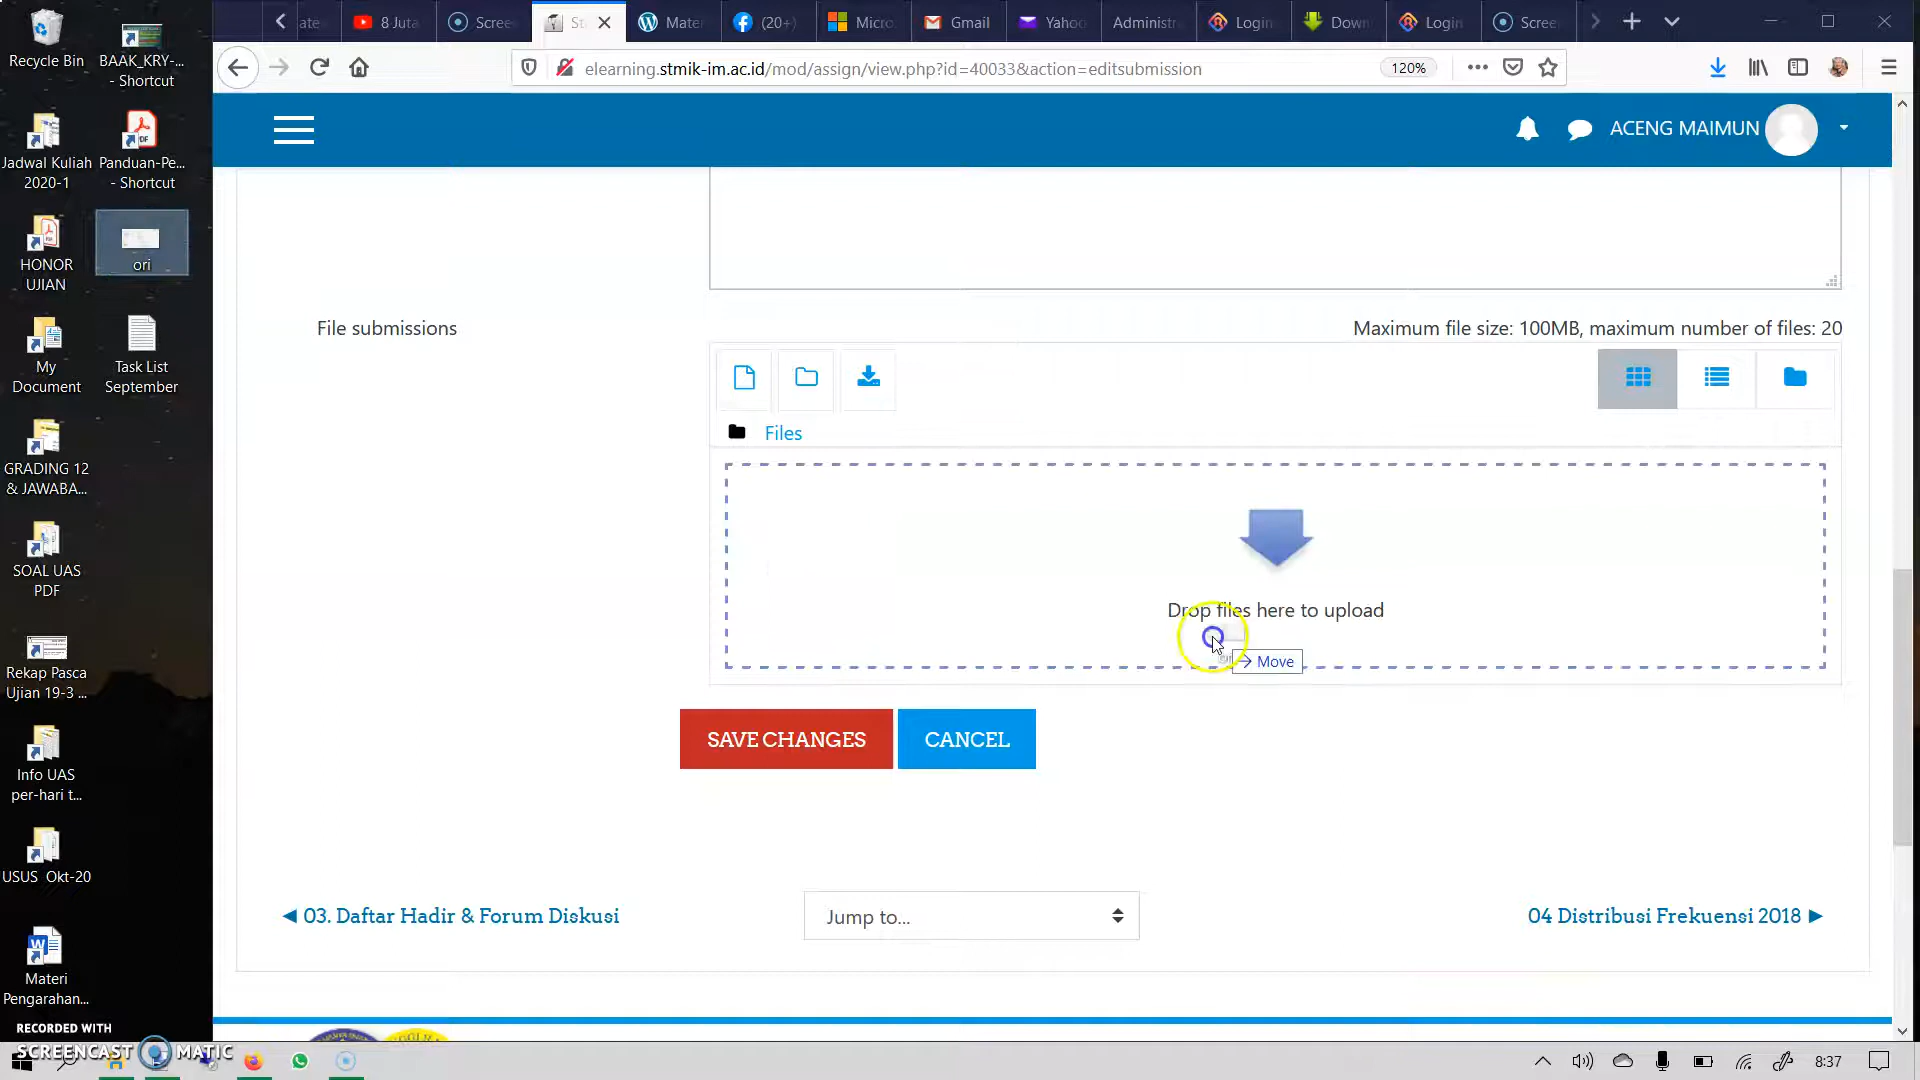 Recycle Bin
BAAK_KRY-...
- Shortcut
Jadwal Kuliah
2020-1
Panduan-Pe...
- Shortcut
HONOR
UJIAN
ori
My
Document
Task List
September
GRADING 12
& JAWABA...
SOAL UAS
PDF
Rekap Pasca
Ujian 19-3 ...
Info UAS
per-hari t...
USUS Okt-20
Materi
Pengarahan...
RECORDED WITH
SCREENCAST MATIC
ate
8 Juta
Scree
St
Mater
(20+)
Micro
Gmail
Yahoo
Administr
Login
Down
Login
Scree
elearning.stmik-im.ac.id/mod/assign/view.php?id=40033&action=editsubmission
120%
ACENG MAIMUN
File submissions
Maximum file size: 100MB, maximum number of files: 20
Files
Drop files here to upload
Move
SAVE CHANGES
CANCEL
◄ 03. Daftar Hadir & Forum Diskusi
Jump to...
04 Distribusi Frekuensi 2018 ►
8:37